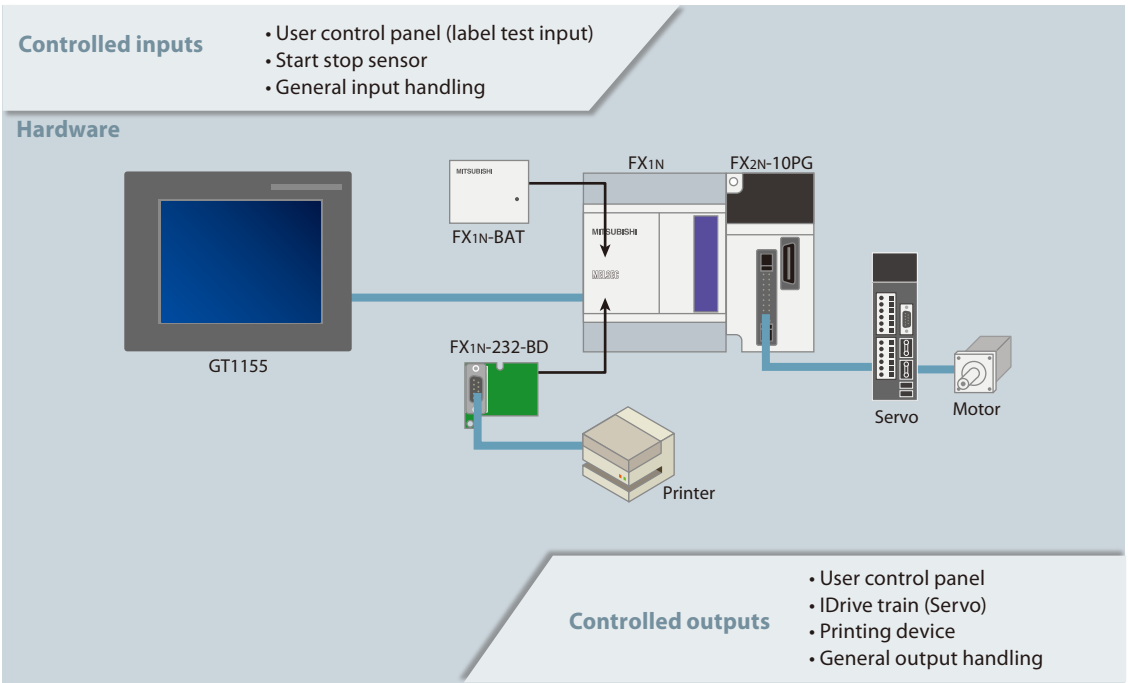 Controlled inputs
• User control panel (label test input)
• Start stop sensor
• General input handling
Hardware
MITSUBISHI
FX1N-BAT
FX1N
FX2N-10PG
MITSUBISHI
MELSEC
GT1155
FX1N-232-BD
Printer
Servo
Motor
Controlled outputs
• User control panel
• IDrive train (Servo)
• Printing device
• General output handling